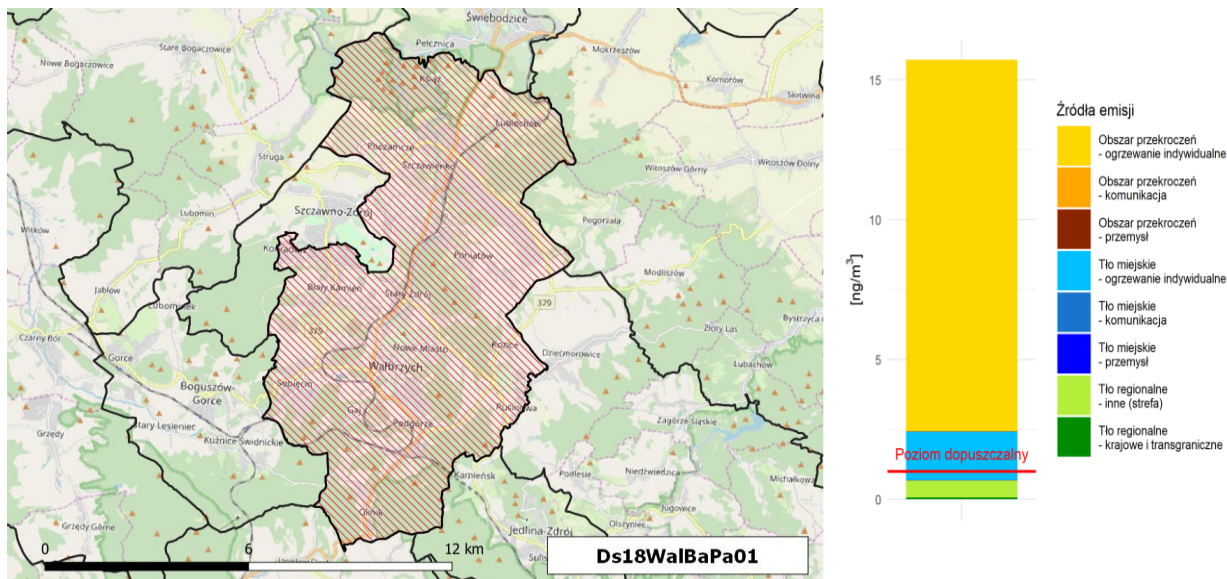 Świebodzice
Pełcznica
Stare Bogaczowice
Mokrzeszów
Nowe Bogaczowice
Książ
Komorów
Słotwina
Lubiechów
Poczamcze
Struga
Szczawienko
Witoszów Górny
Witoszów Dolny
Lubomin
Szczawno-Zdrój
Pogorzała
Witków
Poniatów
Modliszów
Biały Kamień
Jabłów
Stary Zdrój
Lubominek
379
379
Bystrzyca
Złoty Las
Czarny Bór
Nowe Miasto
Kozice
Dziećmorowice
Gorce
Wałbrzych
Lubachów
Boguszów-
Gorce
Sobięcin
Gaj
Rusinowa
Stary Lesieniec
Podgórze
Zagórze Śląskie
Grzędy
Kuźnice Świdnickie
Kamieńsk
Podlesie
Niedźwiedzica
Michałkowa
Glinik
Jugowice
Grzędy Górne
Jedlina-Zdrój
Olszyniec
0
6
12 km
Ds18WalBaPa01
[ng/m³]
15
10
5
0
Poziom dopuszczalny
Źródła emisji
Obszar przekroczeń
- ogrzewanie indywidualne
Obszar przekroczeń
- komunikacja
Obszar przekroczeń
- przemysł
Tło miejskie
- ogrzewanie indywidualne
Tło miejskie
- komunikacja
Tło miejskie
- przemysł
Tło regionalne
- inne (strefa)
Tło regionalne
- krajowe i transgraniczne